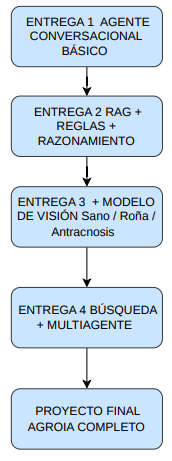 ENTREGA 1 AGENTE
CONVERSACIONAL
BÁSICO
ENTREGA 2 RAG +
REGLAS +
RAZONAMIENTO
ENTREGA 3 + MODELO
DE VISIÓN Sano / Roña /
Antracnosis
ENTREGA 4 BÚSQUEDA
+ MULTIAGENTE
PROYECTO FINAL
AGROIA COMPLETO